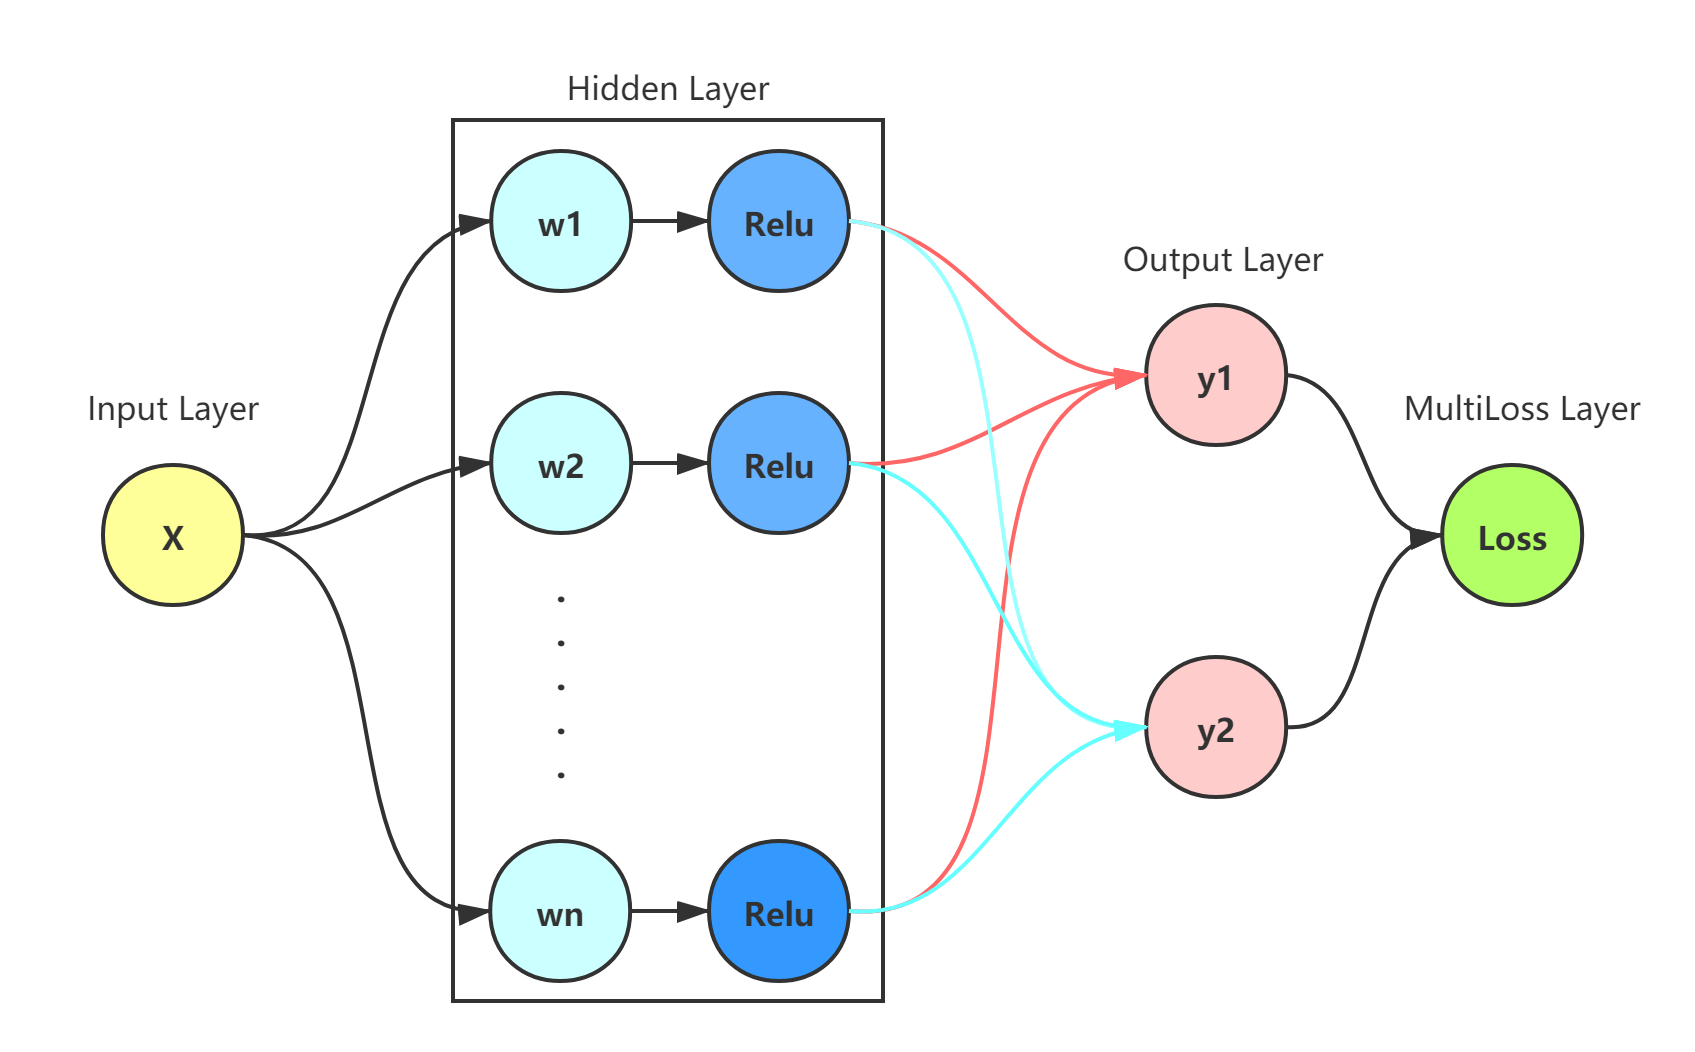 Hidden Layer
w1
Relu
Output Layer
y1
Input Layer
MultiLoss Layer
w2
Relu
X
Loss
y2
wn
Relu